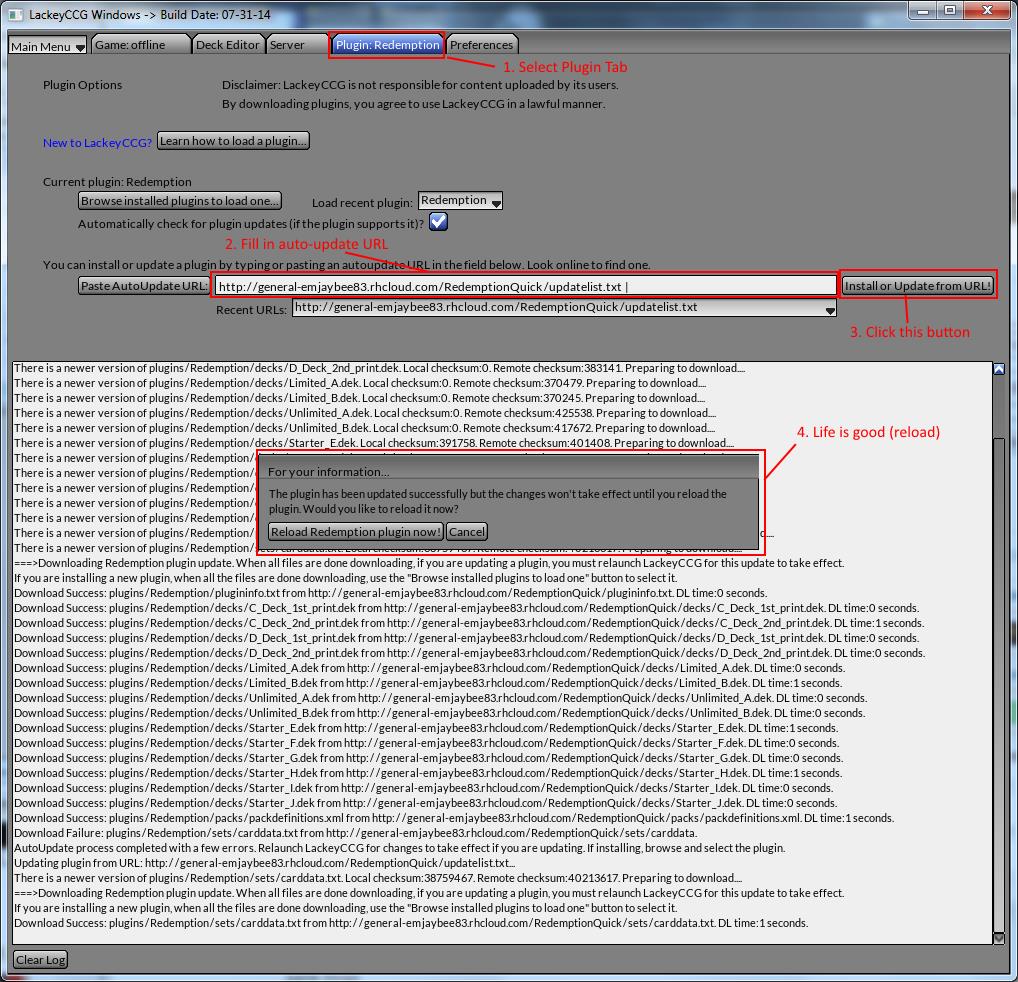 LackeyCCG Windows -> Build Date: 07-31-14
Main Menu Game: offline Deck Editor Server Plugin: Redemption Preferences
1. Select Plugin Tab
Plugin Options Disclaimer: LackeyCCG is not responsible for content uploaded by its users.
By downloading plugins, you agree to use LackeyCCG in a lawful manner.
New to LackeyCCG? Learn how to load a plugin...
Current plugin: Redemption
Browse installed plugins to load one... Load recent plugin: Redemption
Automatically check for plugin updates (if the plugin supports it)?
2. Fill in auto-update URL
You can install or update a plugin by typing or pasting an autoupdate URL in the field below. Look online to find one.
Paste AutoUpdate URL: http://general-emjaybee83.rhcloud.com/RedemptionQuick/updatelist.txt | Install or Update from URL!
Recent URLs: http://general-emjaybee83.rhcloud.com/RedemptionQuick/updatelist.txt
3. Click this button
There is a newer version of plugins/Redemption/decks/D_Deck_2nd_print.dek. Local checksum:0. Remote checksum:383141. Preparing to download....
There is a newer version of plugins/Redemption/decks/Limited_A.dek. Local checksum:0. Remote checksum:370479. Preparing to download....
There is a newer version of plugins/Redemption/decks/Limited_B.dek. Local checksum:0. Remote checksum:370245. Preparing to download....
There is a newer version of plugins/Redemption/decks/Unlimited_A.dek. Local checksum:0. Remote checksum:425538. Preparing to download....
There is a newer version of plugins/Redemption/decks/Unlimited_B.dek. Local checksum:0. Remote checksum:417672. Preparing to download....
There is a newer version of plugins/Redemption/decks/Starter_E.dek. Local checksum:391758. Remote checksum:401408. Preparing to download....
4. Life is good (reload)
There is a newer version of plugins/Redemption/
There is a newer version of plugins/Redemption/
There is a newer version of plugins/Redemption/
There is a newer version of plugins/Redemption/
There is a newer version of plugins/Redemption/
There is a newer version of plugins/Redemption/
There is a newer version of plugins/Redemption/sets/carddata.txt. Local checksum:38759467. Remote checksum:40213617. Preparing to download....
For your information...
The plugin has been updated successfully but the changes won't take effect until you reload the
plugin. Would you like to reload it now?
Reload Redemption plugin now! Cancel
===>Downloading Redemption plugin update. When all files are done downloading, if you are updating a plugin, you must relaunch LackeyCCG for this update to take effect.
If you are installing a new plugin, when all the files are done downloading, use the "Browse installed plugins to load one" button to select it.
Download Success: plugins/Redemption/plugininfo.txt from http://general-emjaybee83.rhcloud.com/RedemptionQuick/plugininfo.txt. DL time:0 seconds.
Download Success: plugins/Redemption/decks/C_Deck_1st_print.dek from http://general-emjaybee83.rhcloud.com/RedemptionQuick/decks/C_Deck_1st_print.dek. DL time:0 seconds.
Download Success: plugins/Redemption/decks/C_Deck_2nd_print.dek from http://general-emjaybee83.rhcloud.com/RedemptionQuick/decks/C_Deck_2nd_print.dek. DL time:1 seconds.
Download Success: plugins/Redemption/decks/D_Deck_1st_print.dek from http://general-emjaybee83.rhcloud.com/RedemptionQuick/decks/D_Deck_1st_print.dek. DL time:0 seconds.
Download Success: plugins/Redemption/decks/D_Deck_2nd_print.dek from http://general-emjaybee83.rhcloud.com/RedemptionQuick/decks/D_Deck_2nd_print.dek. DL time:0 seconds.
Download Success: plugins/Redemption/decks/Limited_A.dek from http://general-emjaybee83.rhcloud.com/RedemptionQuick/decks/Limited_A.dek. DL time:0 seconds.
Download Success: plugins/Redemption/decks/Limited_B.dek from http://general-emjaybee83.rhcloud.com/RedemptionQuick/decks/Limited_B.dek. DL time:1 seconds.
Download Success: plugins/Redemption/decks/Unlimited_A.dek from http://general-emjaybee83.rhcloud.com/RedemptionQuick/decks/Unlimited_A.dek. DL time:0 seconds.
Download Success: plugins/Redemption/decks/Unlimited_B.dek from http://general-emjaybee83.rhcloud.com/RedemptionQuick/decks/Unlimited_B.dek. DL time:0 seconds.
Download Success: plugins/Redemption/decks/Starter_E.dek from http://general-emjaybee83.rhcloud.com/RedemptionQuick/decks/Starter_E.dek. DL time:1 seconds.
Download Success: plugins/Redemption/decks/Starter_F.dek from http://general-emjaybee83.rhcloud.com/RedemptionQuick/decks/Starter_F.dek. DL time:0 seconds.
Download Success: plugins/Redemption/decks/Starter_G.dek from http://general-emjaybee83.rhcloud.com/RedemptionQuick/decks/Starter_G.dek. DL time:0 seconds.
Download Success: plugins/Redemption/decks/Starter_H.dek from http://general-emjaybee83.rhcloud.com/RedemptionQuick/decks/Starter_H.dek. DL time:1 seconds.
Download Success: plugins/Redemption/decks/Starter_I.dek from http://general-emjaybee83.rhcloud.com/RedemptionQuick/decks/Starter_I.dek. DL time:0 seconds.
Download Success: plugins/Redemption/decks/Starter_J.dek from http://general-emjaybee83.rhcloud.com/RedemptionQuick/decks/Starter_J.dek. DL time:0 seconds.
Download Success: plugins/Redemption/packs/packdefinitions.xml from http://general-emjaybee83.rhcloud.com/RedemptionQuick/packs/packdefinitions.xml. DL time:1 seconds.
Download Failure: plugins/Redemption/sets/carddata.txt from http://general-emjaybee83.rhcloud.com/RedemptionQuick/sets/carddata.
AutoUpdate process completed with a few errors. Relaunch LackeyCCG for changes to take effect if you are updating. If installing, browse and select the plugin.
Updating plugin from URL: http://general-emjaybee83.rhcloud.com/RedemptionQuick/updatelist.txt...
There is a newer version of plugins/Redemption/sets/carddata.txt. Local checksum:38759467. Remote checksum:40213617. Preparing to download....
===>Downloading Redemption plugin update. When all files are done downloading, if you are updating a plugin, you must relaunch LackeyCCG for this update to take effect.
If you are installing a new plugin, when all the files are done downloading, use the "Browse installed plugins to load one" button to select it.
Download Success: plugins/Redemption/sets/carddata.txt from http://general-emjaybee83.rhcloud.com/RedemptionQuick/sets/carddata.txt. DL time:1 seconds.
Clear Log